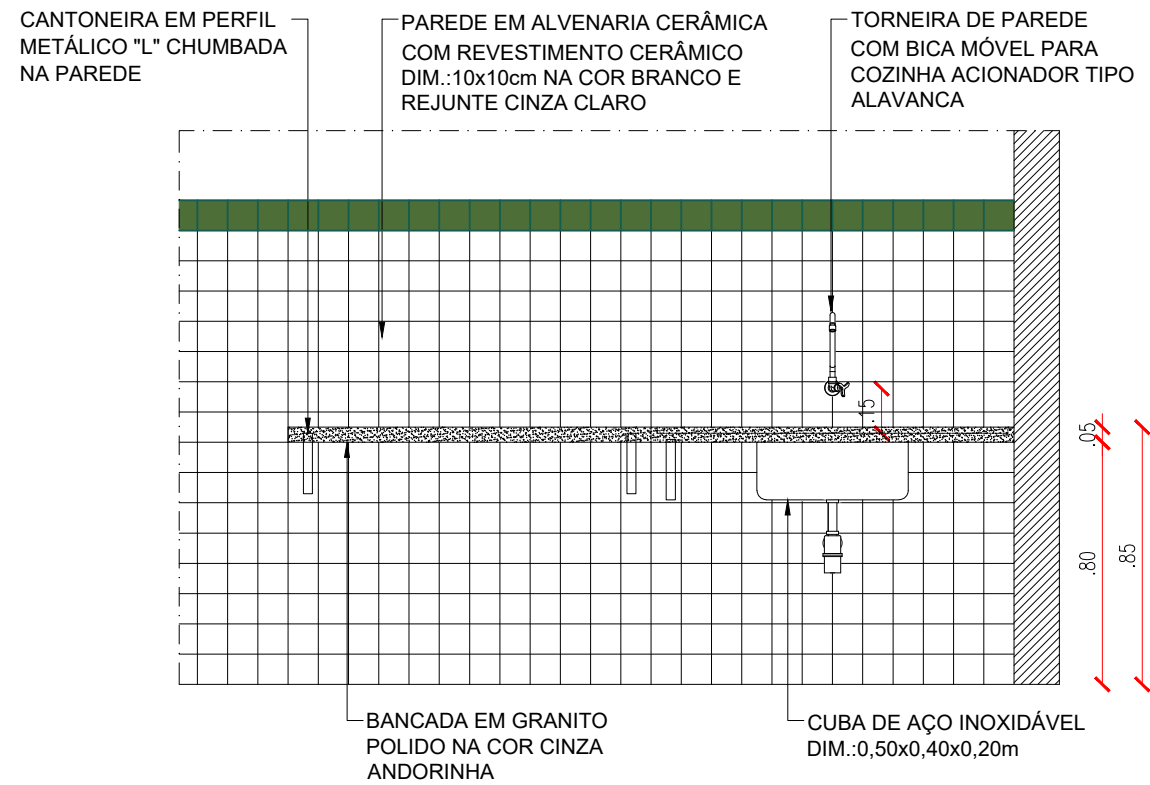 CANTONEIRA EM PERFIL
METÁLICO "L" CHUMBADA
NA PAREDE
PAREDE EM ALVENARIA CERÂMICA
COM REVESTIMENTO CERÂMICO
DIM.:10x10cm NA COR BRANCO E
REJUNTE CINZA CLARO
TORNEIRA DE PAREDE
COM BICA MÓVEL PARA
COZINHA ACIONADOR TIPO
ALAVANCA
.15
.05
.80
.85
BANCADA EM GRANITO
POLIDO NA COR CINZA
ANDORINHA
CUBA DE AÇO INOXIDÁVEL
DIM.:0,50x0,40x0,20m